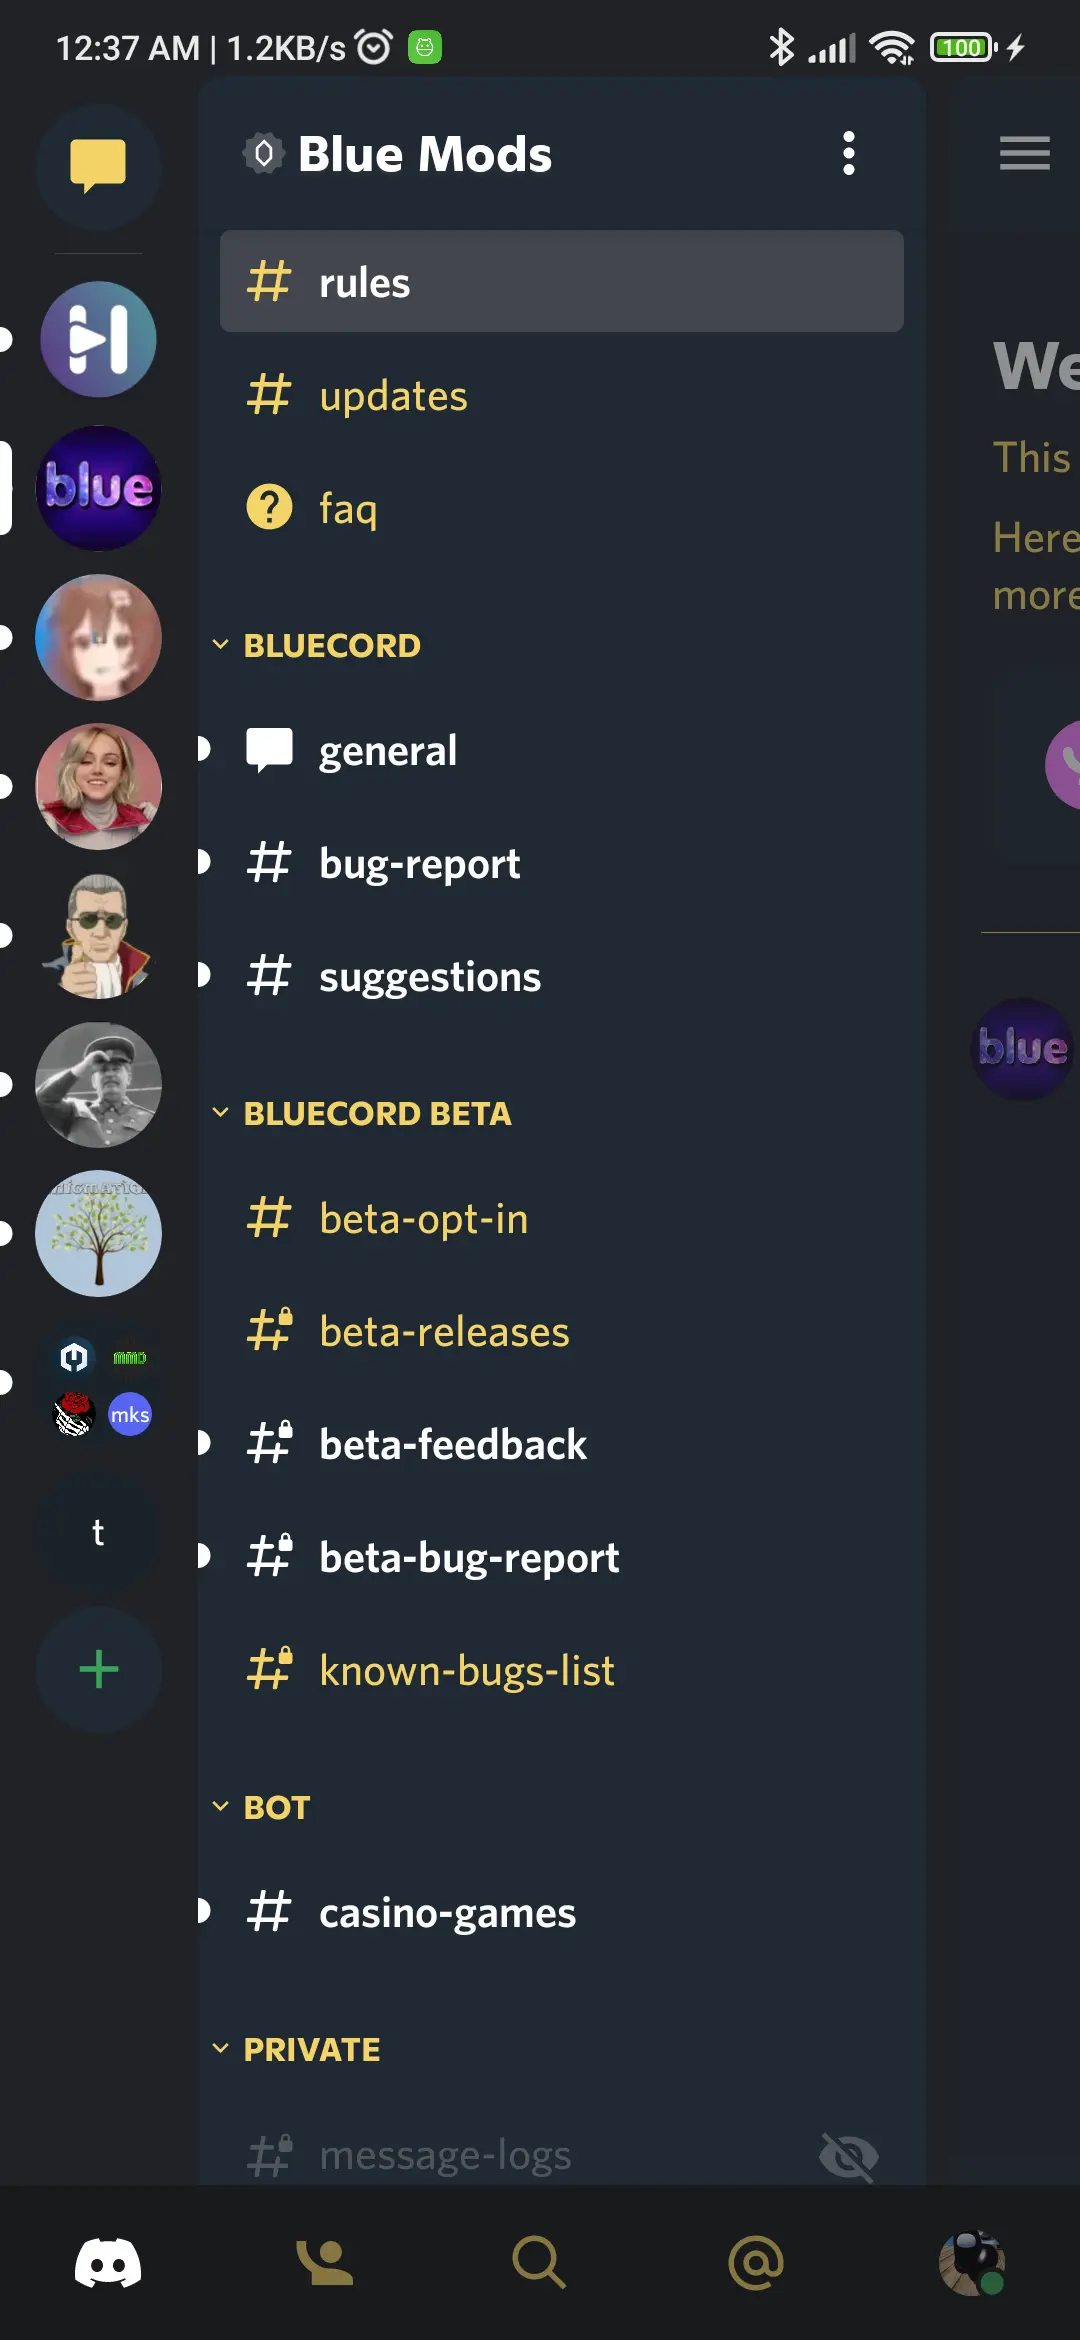 12:37 AM | 1.2KB/s
100
Blue Mods
rules
updates
faq
BLUECORD
general
bug-report
suggestions
BLUECORD BETA
beta-opt-in
beta-releases
beta-feedback
beta-bug-report
known-bugs-list
BOT
casino-games
PRIVATE
message-logs
blue
mmd
mks
t
We
This
Here
more
blue